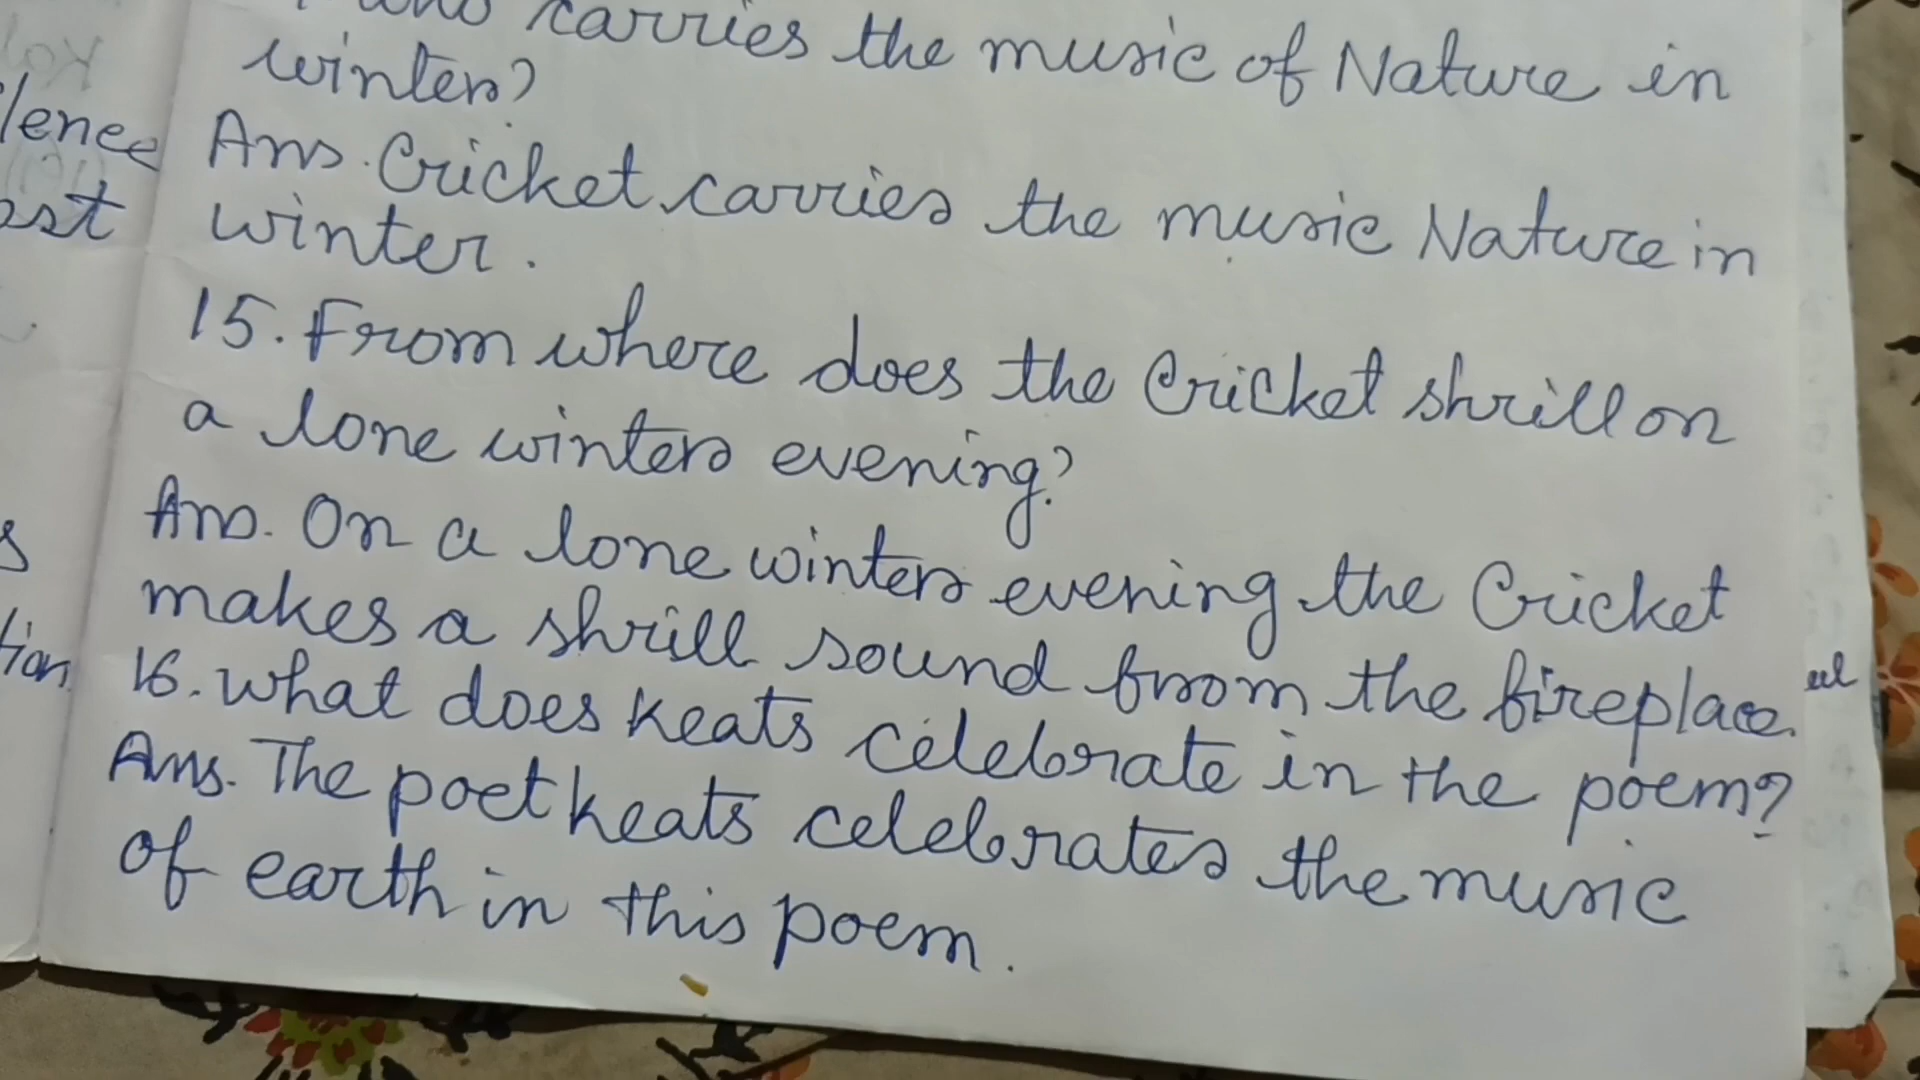 who carries the music of Nature in
winter?
Ans. Cricket carries the music Nature in
winter.
15. From where does the Cricket shrill on
a lone winters evening?
Ans. On a lone winters evening the Cricket
makes a shrill sound from the fireplace.
16. What does Keats celebrate in the poem?
Ans. The poet keats celebrates the music
of earth in this poem.